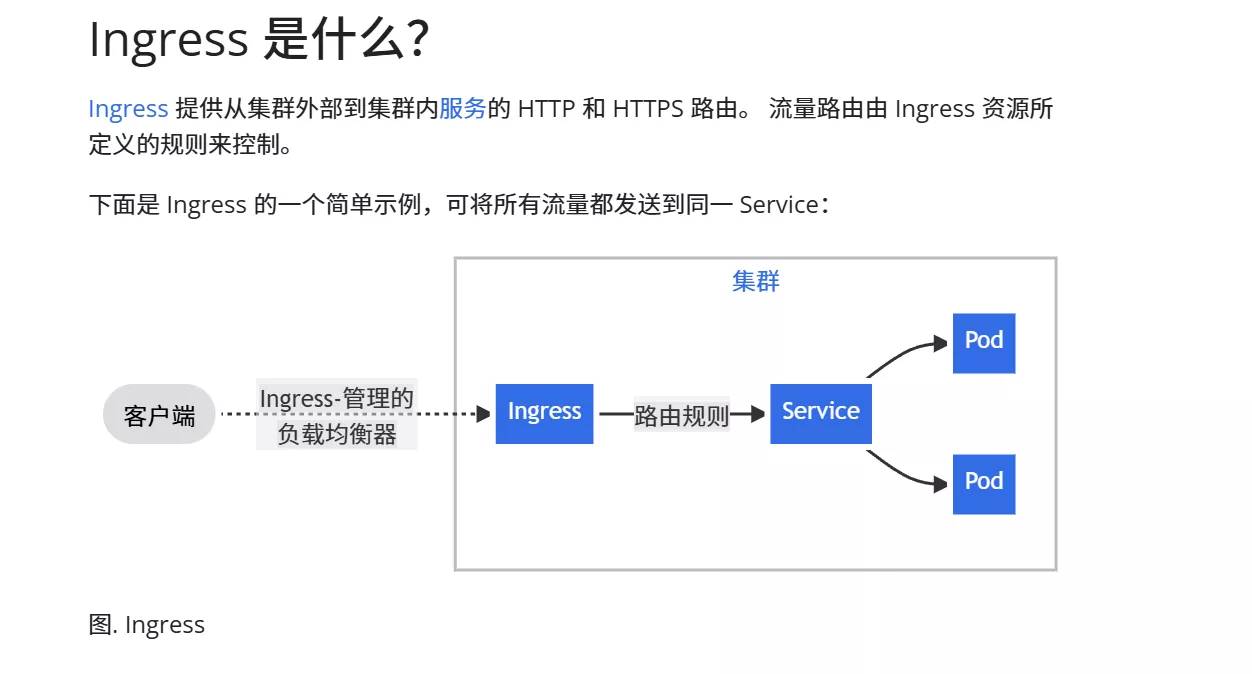 Ingress 是什么？
Ingress 提供从集群外部到集群内服务的 HTTP 和 HTTPS 路由。 流量路由由 Ingress 资源所
定义的规则来控制。
下面是 Ingress 的一个简单示例，可将所有流量都发送到同一 Service：
集群
Pod
客户端
Ingress-管理的
负载均衡器
Ingress
路由规则
Service
Pod
图. Ingress